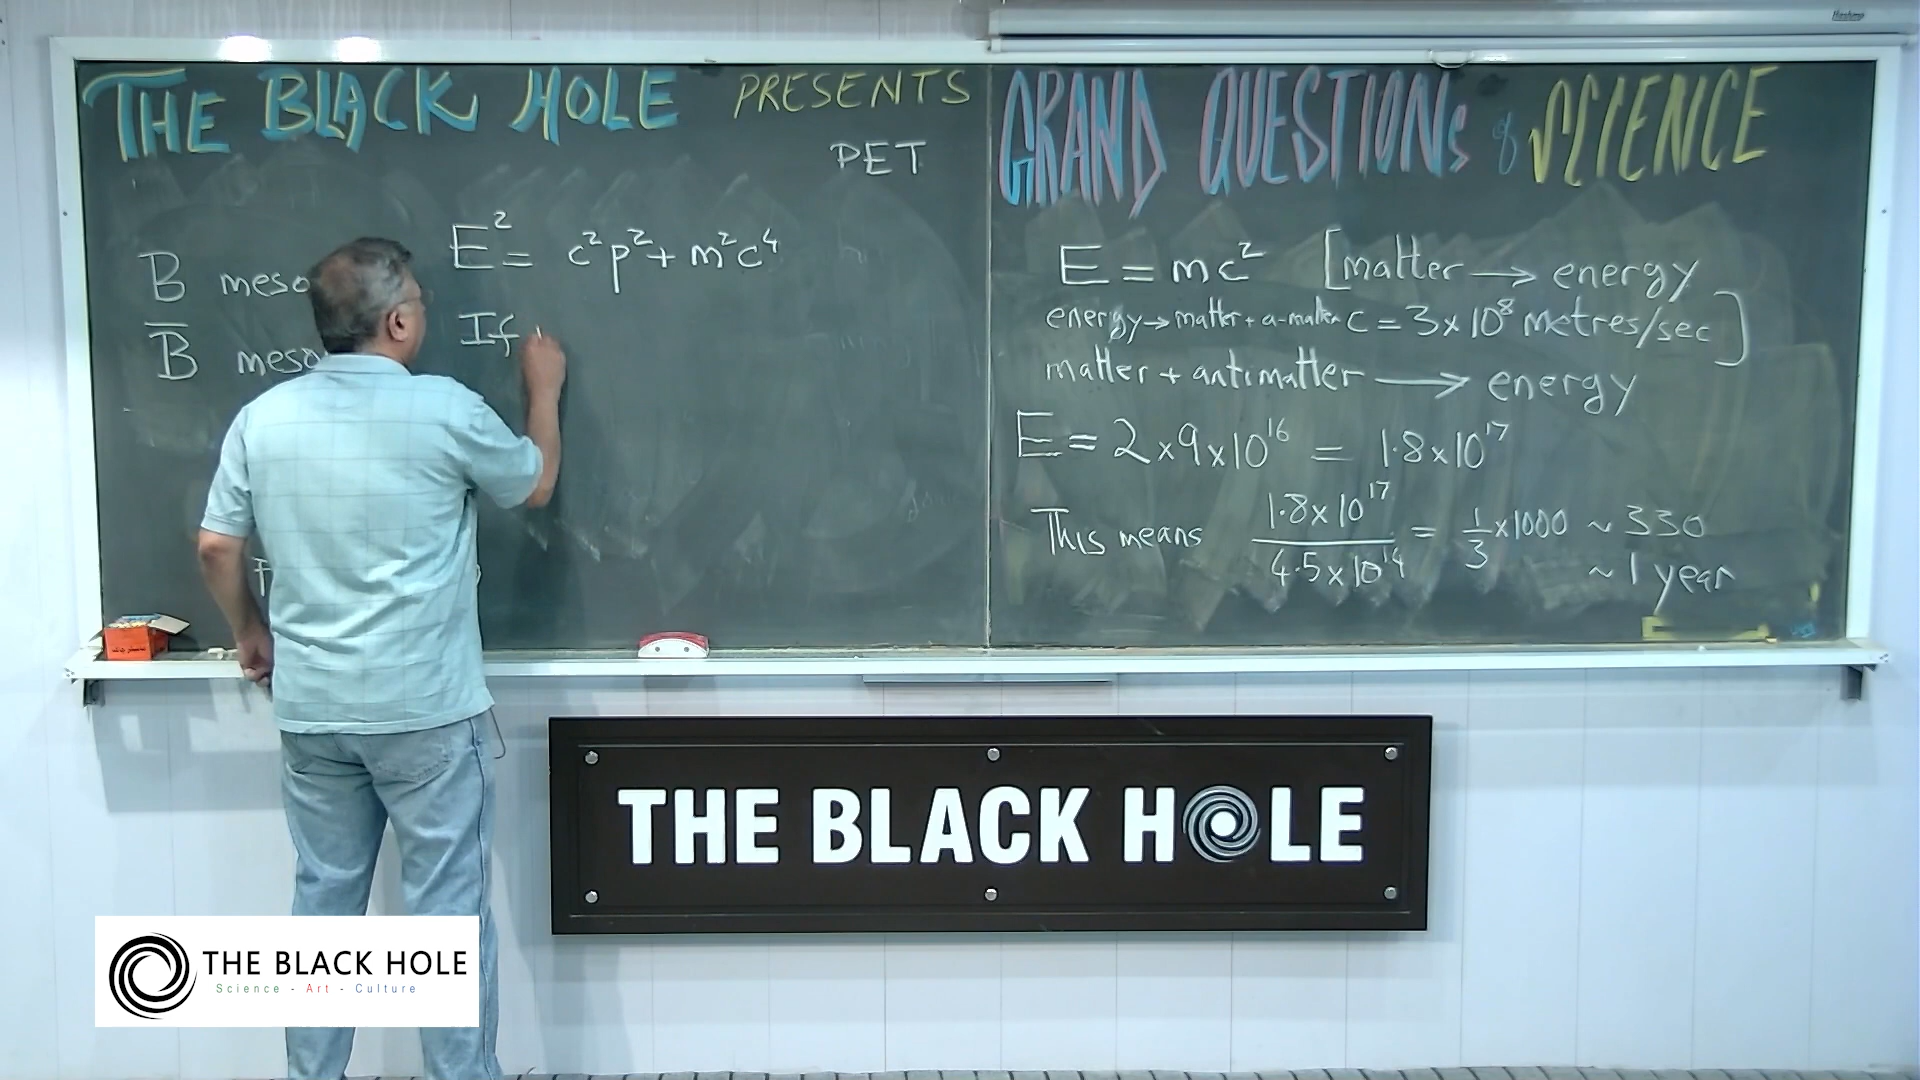 THE BLACK HOLE PRESENTS
PET
E² = c²p² + m²c⁴
B meso
If
B̅ meso
GRAND QUESTIONs of SCIENCE
E = mc² [matter → energy
energy → matter + a-matter c = 3 x 10⁸ metres/sec]
matter + antimatter → energy
E = 2 x 9 x 10¹⁶ = 1.8 x 10¹⁷
This means 1.8 x 10¹⁷ / 4.5 x 10¹⁴ = 1/3 x 1000 ~ 330
~ 1 year
THE BLACK HOLE
THE BLACK HOLE
Science - Art - Culture